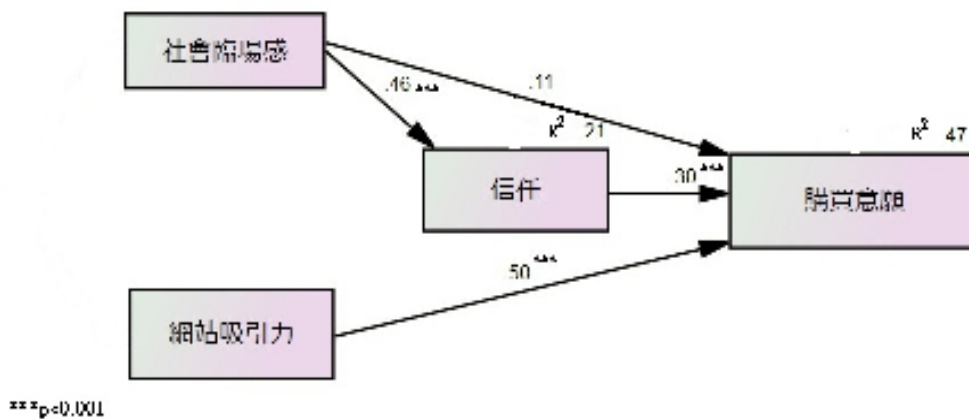 社會臨場感
.46***
.11
R² .21
信任
.30***
R² .47
購買意願
.50***
網站吸引力
***p<0.001